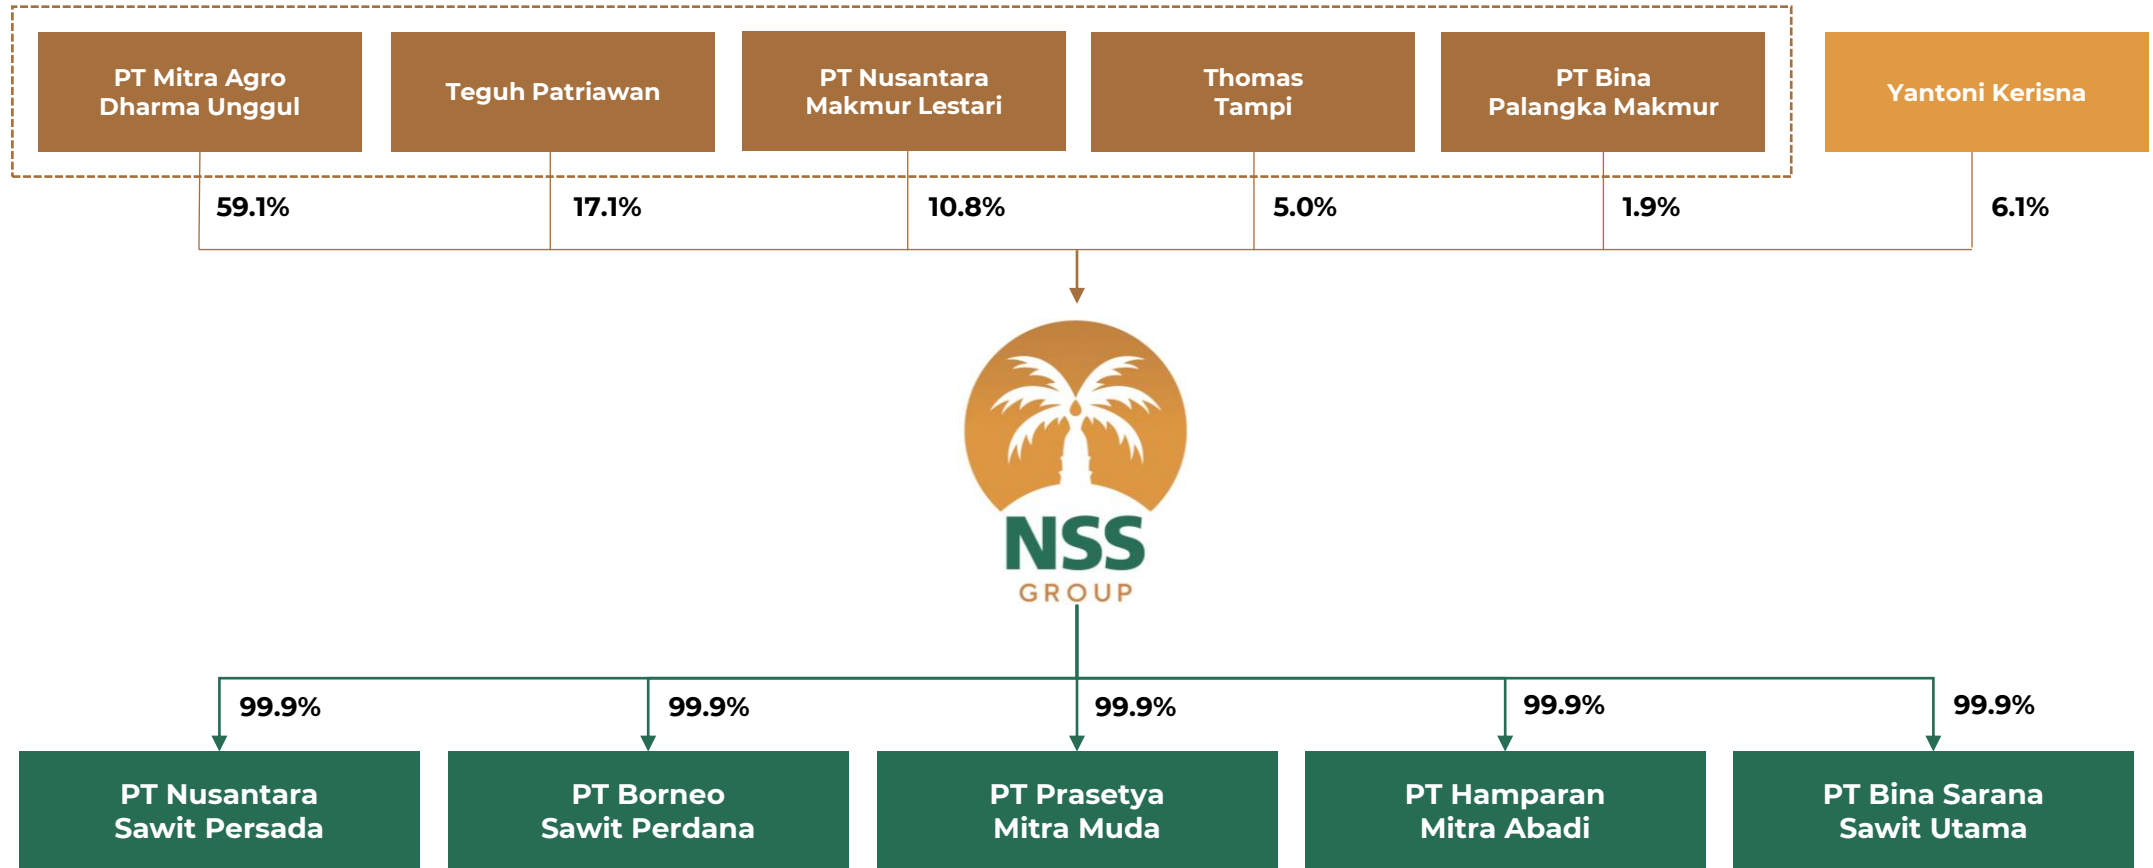 PT Mitra Agro
Dharma Unggul
Teguh Patriawan
PT Nusantara
Makmur Lestari
Thomas
Tampi
PT Bina
Palangka Makmur
Yantoni Kerisna
59.1%
17.1%
10.8%
5.0%
1.9%
6.1%
NSS
GROUP
99.9%
99.9%
99.9%
99.9%
99.9%
PT Nusantara
Sawit Persada
PT Borneo
Sawit Perdana
PT Prasetya
Mitra Muda
PT Hamparan
Mitra Abadi
PT Bina Sarana
Sawit Utama